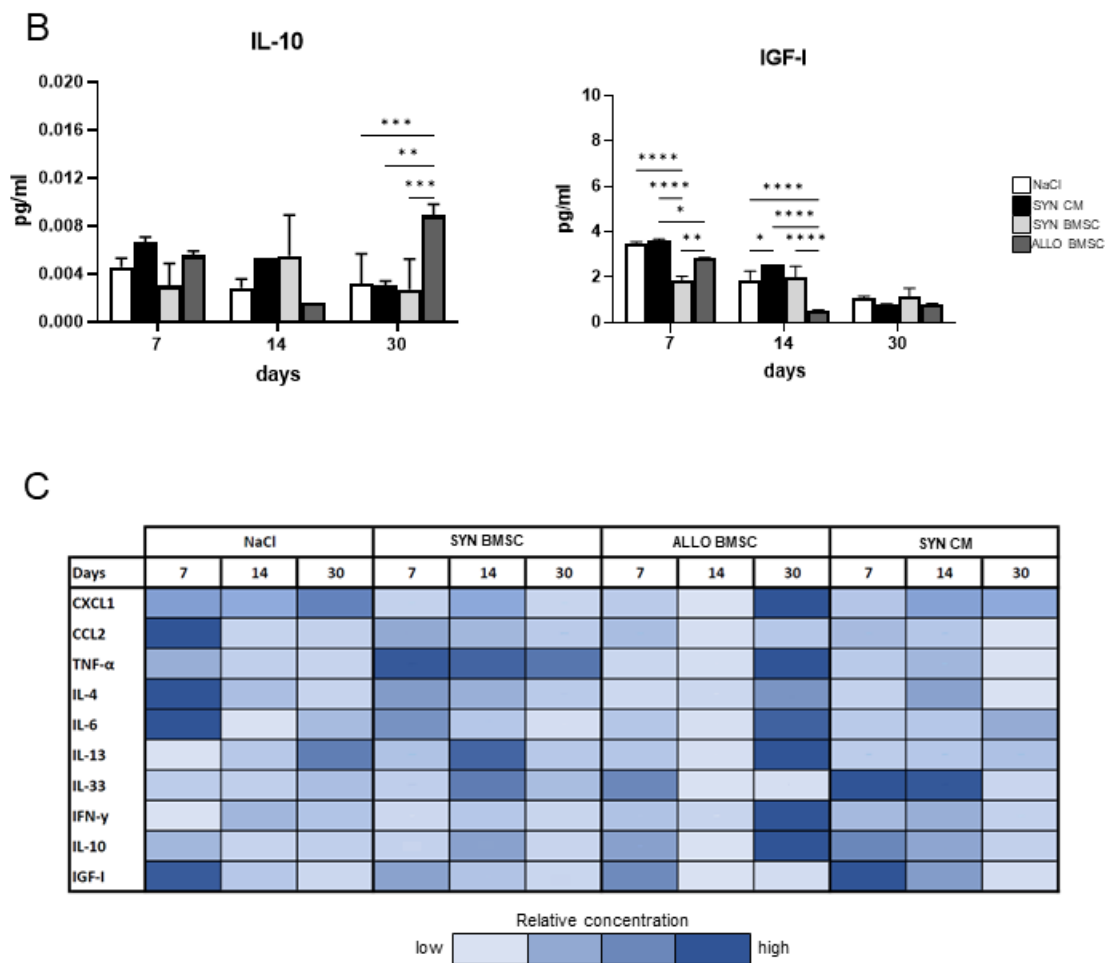 B
IL-10
IGF-I
0.020
0.016
0.012
0.008
0.004
0.000
pg/ml
***
**
***
7 14 30
days
10
8
6
4
2
0
pg/ml
****
****
*
**
****
****
* ****
7 14 30
days
NaCl
SYN CM
SYN BMSC
ALLO BMSC
C
NaCl SYN BMSC ALLO BMSC SYN CM
Days 7 14 30 7 14 30 7 14 30 7 14 30
CXCL1
CCL2
TNF-α
IL-4
IL-6
IL-13
IL-33
IFN-γ
IL-10
IGF-I
Relative concentration
low high